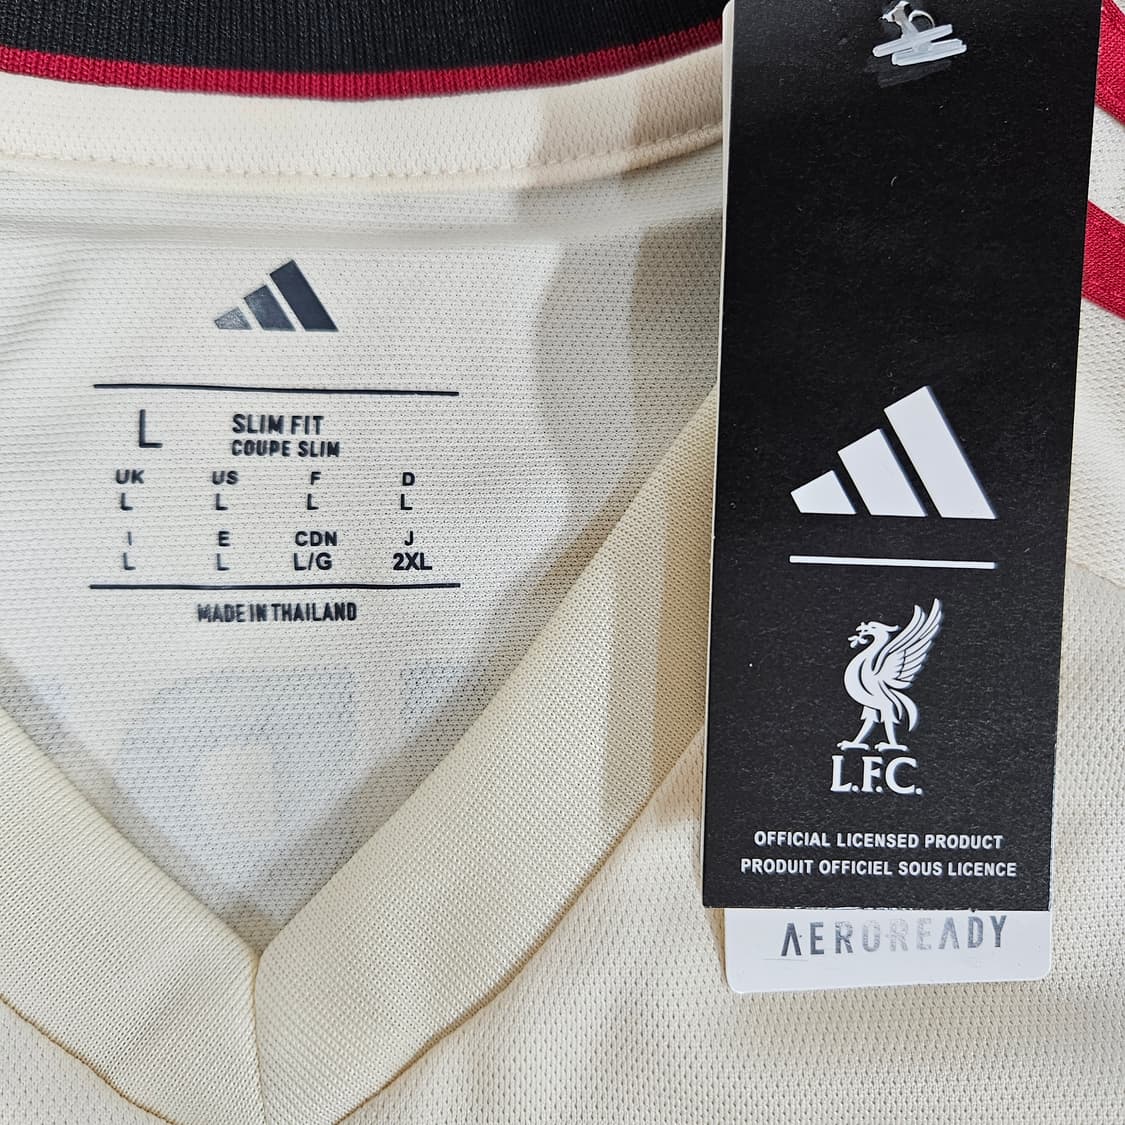 L
SLIM FIT
COUPE SLIM
UK US F D
L L L L
I E CDN J
L L L/G 2XL
MADE IN THAILAND
L.F.C.
OFFICIAL LICENSED PRODUCT
PRODUIT OFFICIEL SOUS LICENCE
AEROREADY